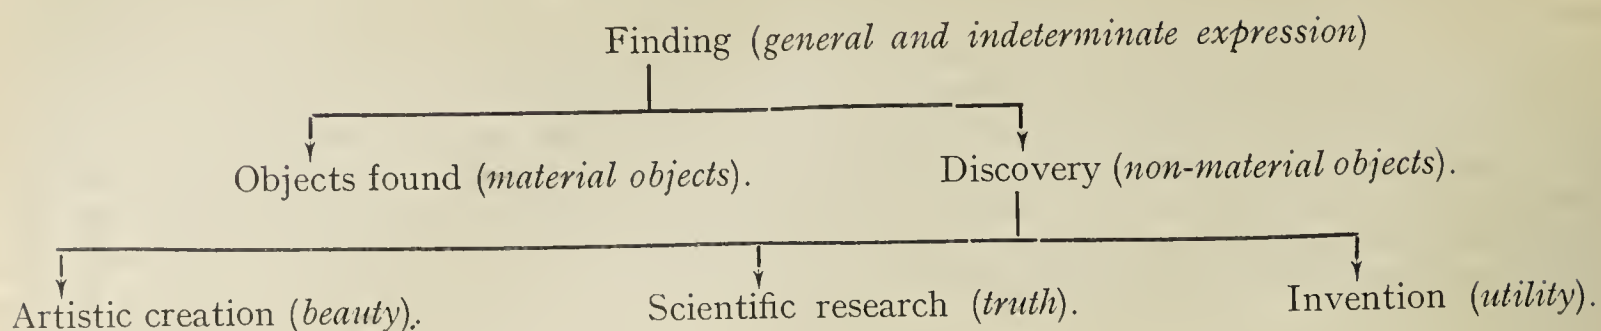 Finding (general and indeterminate expression)
Objects found (material objects).
Discovery (non-material objects).
Artistic creation (beauty).
Scientific research (truth).
Invention (utility).